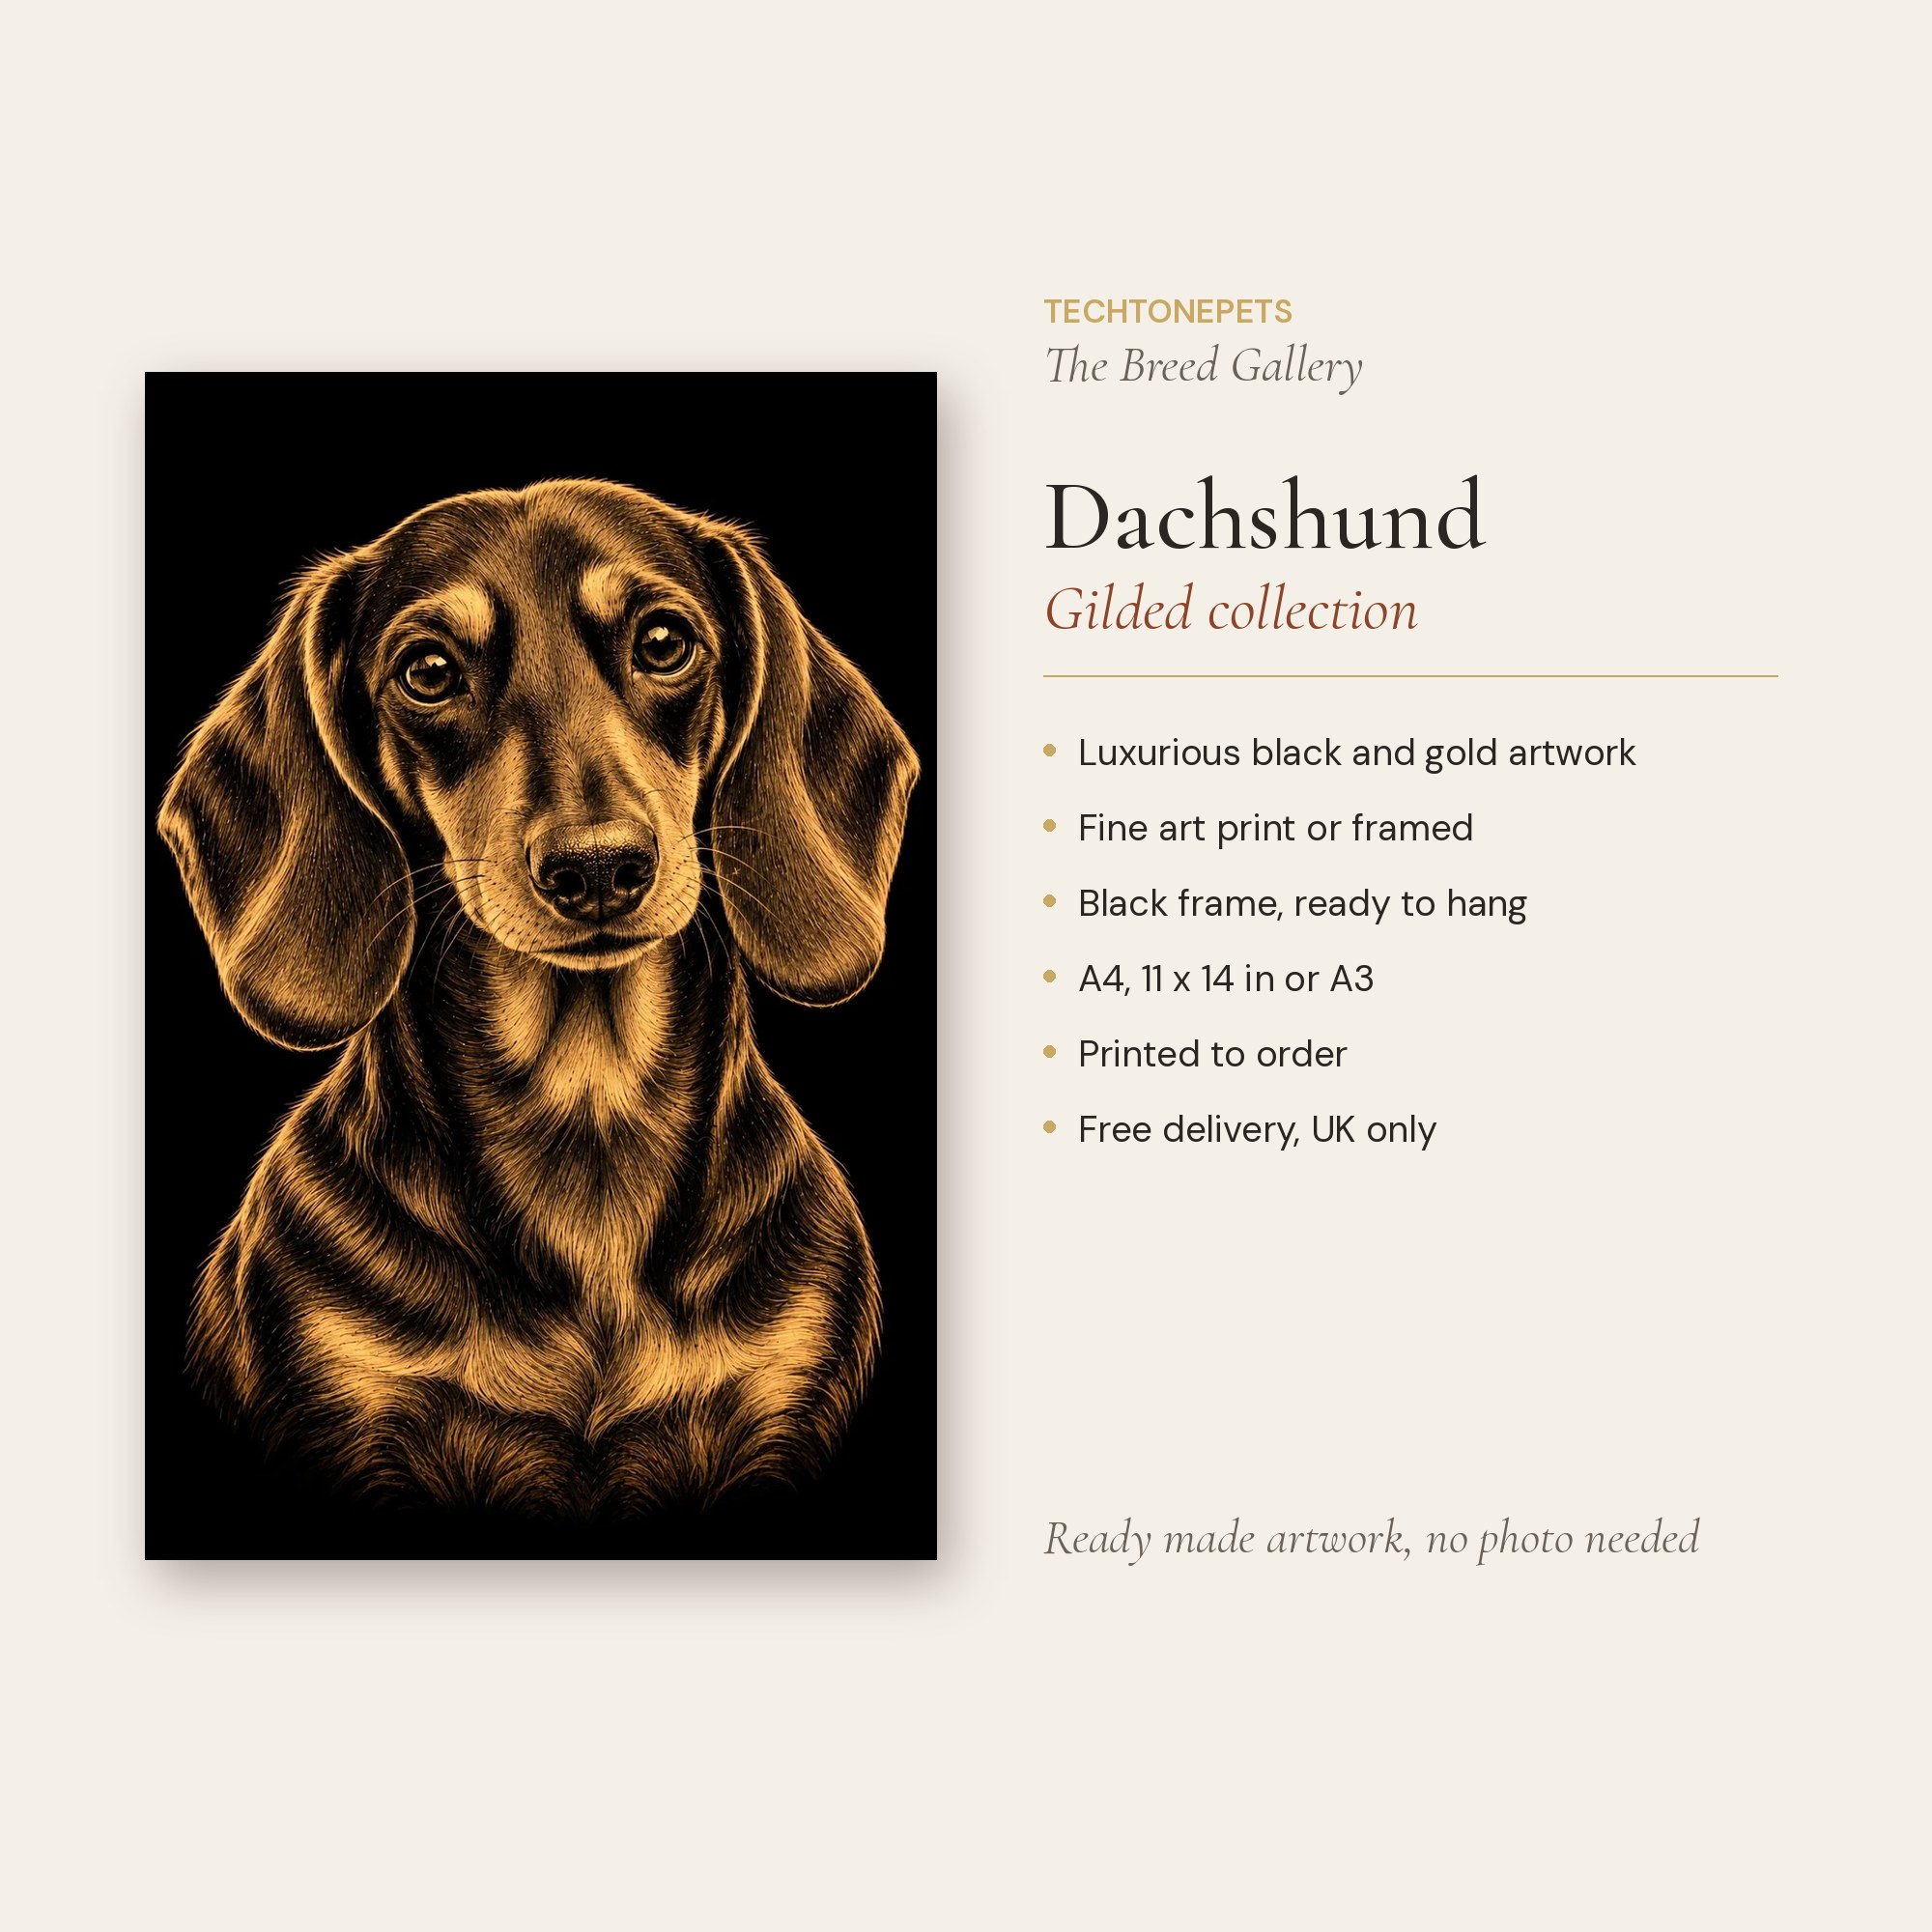 TECHTONEPETS
The Breed Gallery
Dachshund
Gilded collection
Luxurious black and gold artwork
Fine art print or framed
Black frame, ready to hang
A4, 11 x 14 in or A3
Printed to order
Free delivery, UK only
Ready made artwork, no photo needed